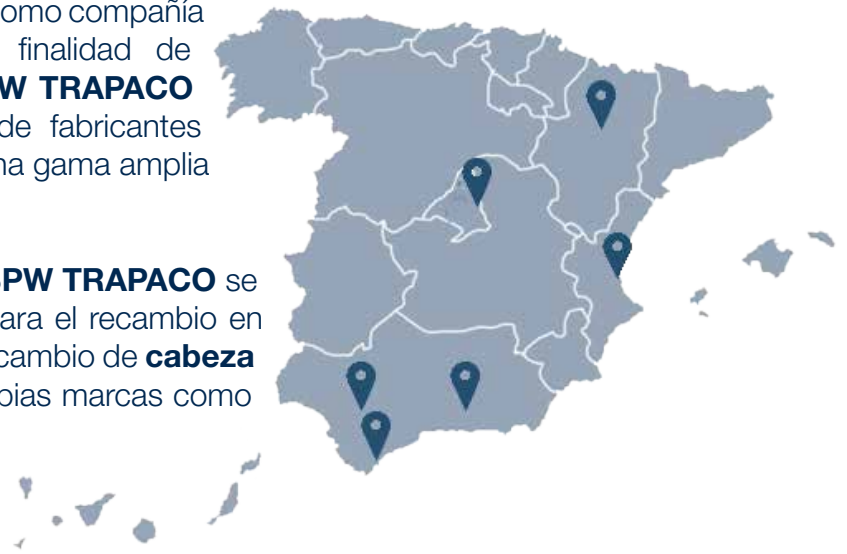 omo compañía
finalidad de
W TRAPACO
de fabricantes
na gama amplia
PW TRAPACO se
ara el recambio en
cambio de cabeza
pias marcas como